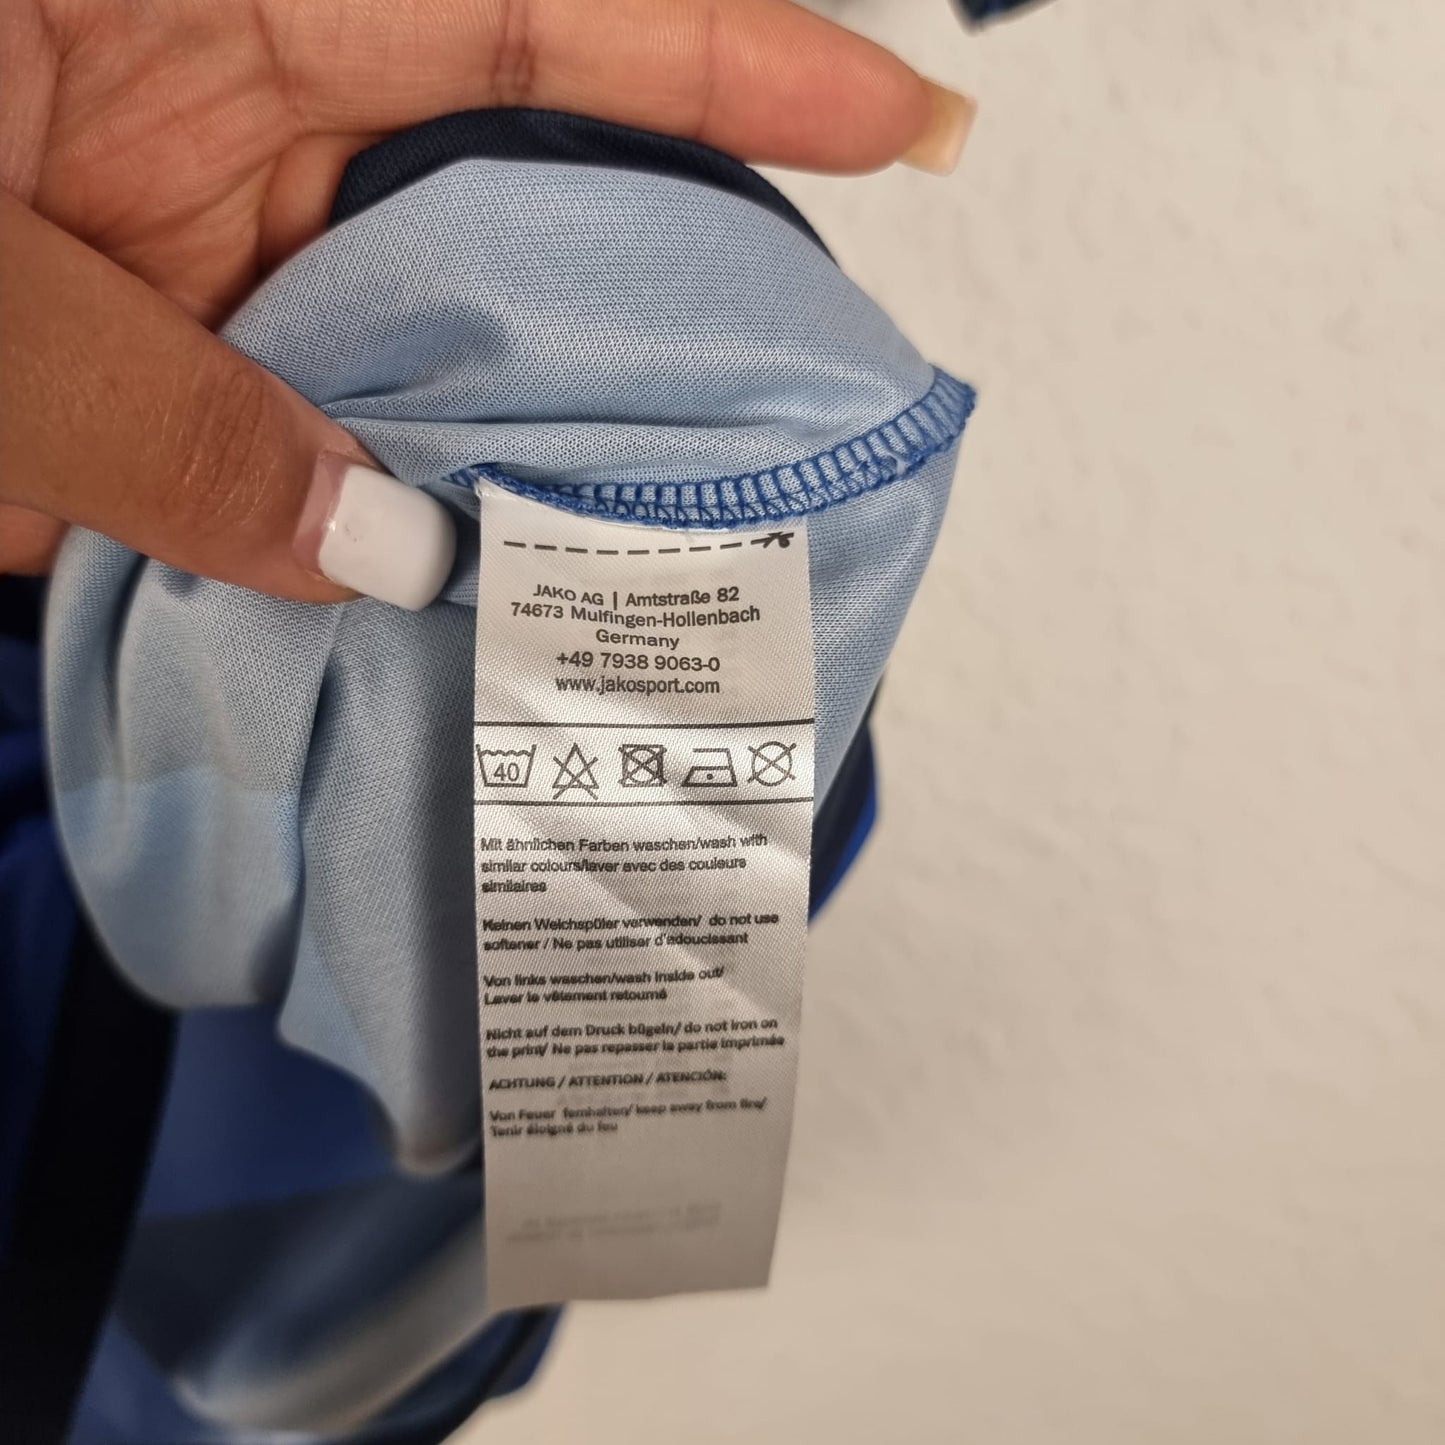 JAKO AG | Amtstraße 82
74673 Mulfingen-Hollenbach
Germany
+49 7938 9063-0
www.jakosport.com
40
Mit ähnlichen Farben waschen/wash with
similar colours/laver avec des couleurs
similaires
Keinen Weichspüler verwenden/ do not use
softener / Ne pas utiliser d'adoucissant
Von links waschen/wash inside out/
Laver le vêtement retourné
Nicht auf dem Druck bügeln/ do not iron on
the print/ Ne pas repasser la partie imprimée
ACHTUNG / ATTENTION / ATENCIÓN:
Von Feuer fernhalten/ keep away from fire/
Tenir éloigné du feu